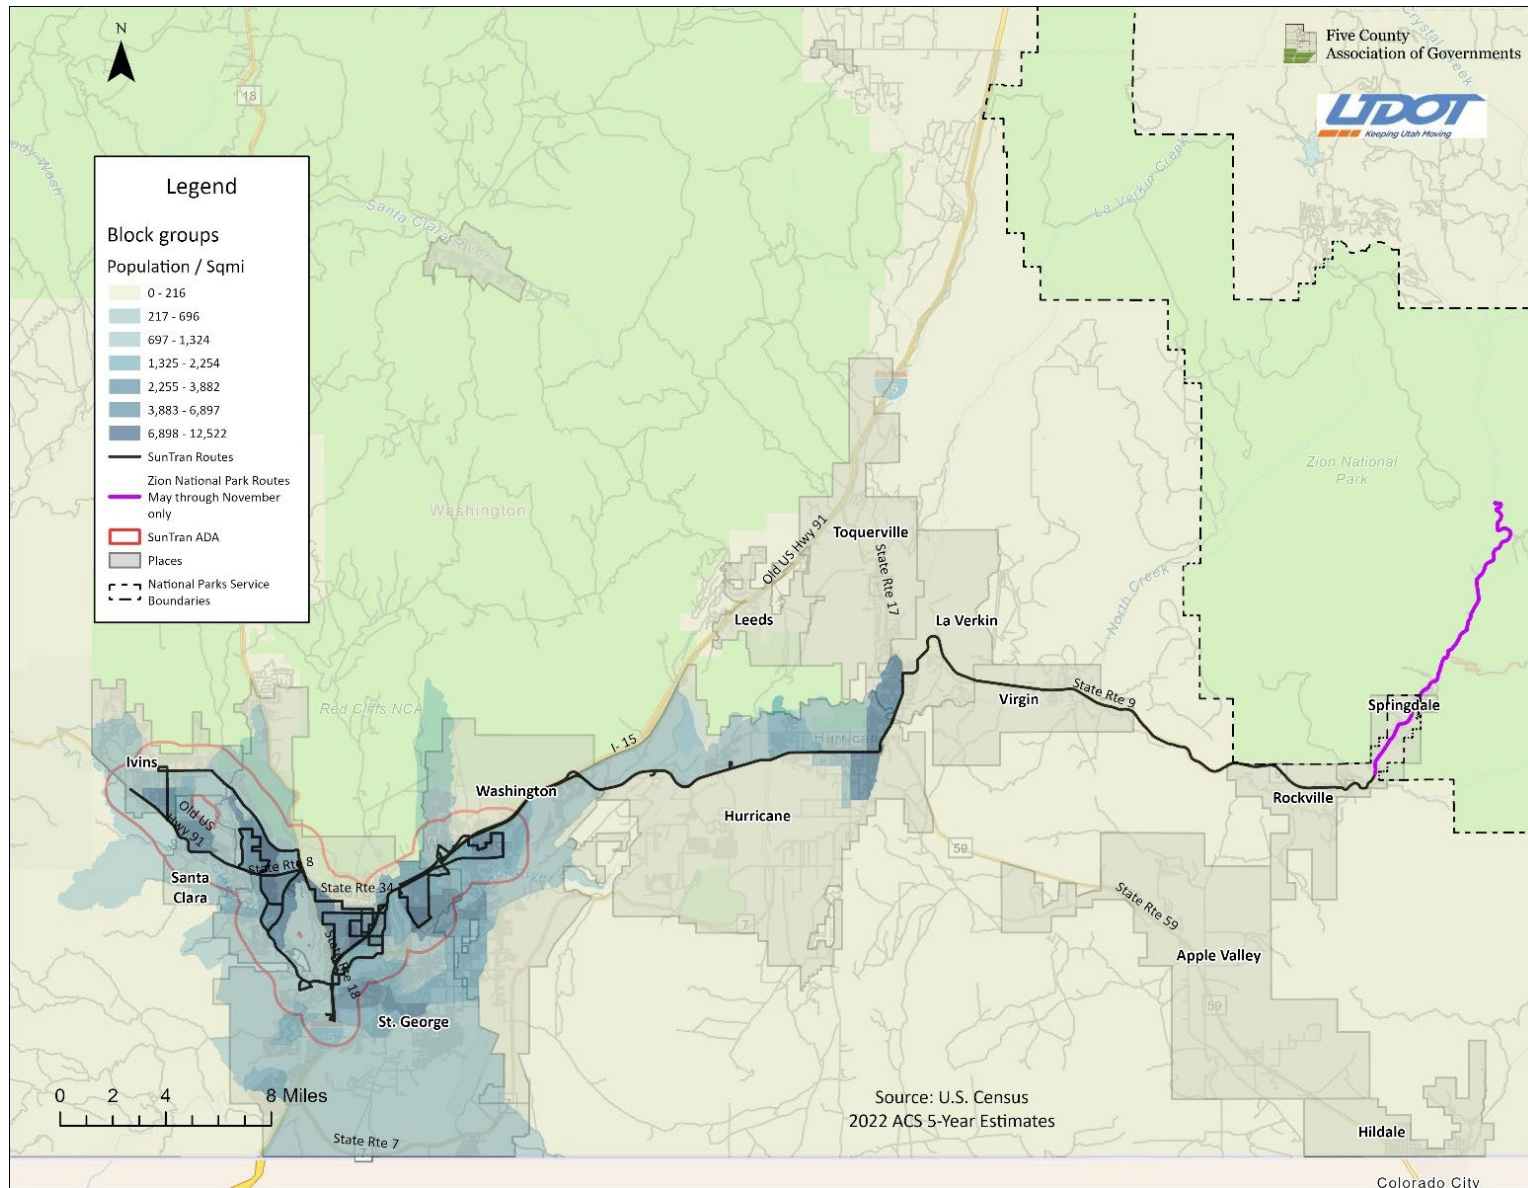 N
Five County
Association of Governments
UDOT
Keeping Utah Moving
Crystal Creek
18
Santa Clara River
La Verkin Creek
Legend
Block groups
Population / Sqmi
0 - 216
217 - 696
697 - 1,324
1,325 - 2,254
2,255 - 3,882
3,883 - 6,897
6,898 - 12,522
SunTran Routes
Zion National Park Routes
May through November
only
SunTran ADA
Places
National Parks Service
Boundaries
Zion National
Park
Washington
Toquerville
Old US Hwy 91
State Rte 17
North Creek
Leeds
La Verkin
Red Cliffs NCA
Virgin
State Rte 9
Springdale
I- 15
Hurricane
Ivins
Washington
Rockville
Hurricane
Old US
Hwy 91
59
State Rte 8
Santa
Clara
State Rte 34
State Rte 59
7
State Rte 18
Apple Valley
59
St. George
0 2 4 8 Miles
Source: U.S. Census
2022 ACS 5-Year Estimates
State Rte 7
7
Hildale
Colorado City